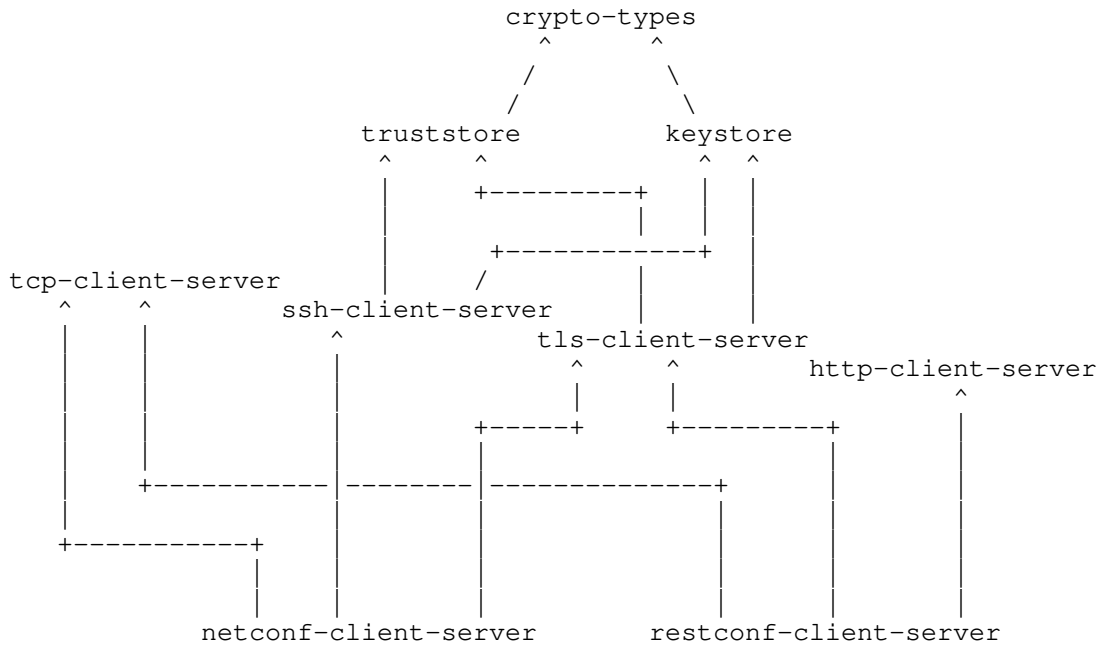 crypto-types
truststore keystore
tcp-client-server
ssh-client-server
tls-client-server
http-client-server
netconf-client-server restconf-client-server